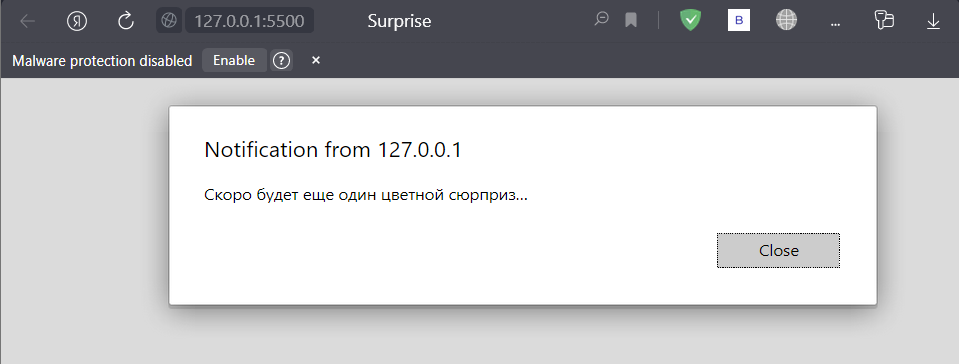 Я 127.0.0.1:5500 Surprise B ...
Malware protection disabled Enable ? ×
Notification from 127.0.0.1
Скоро будет еще один цветной сюрприз...
Close